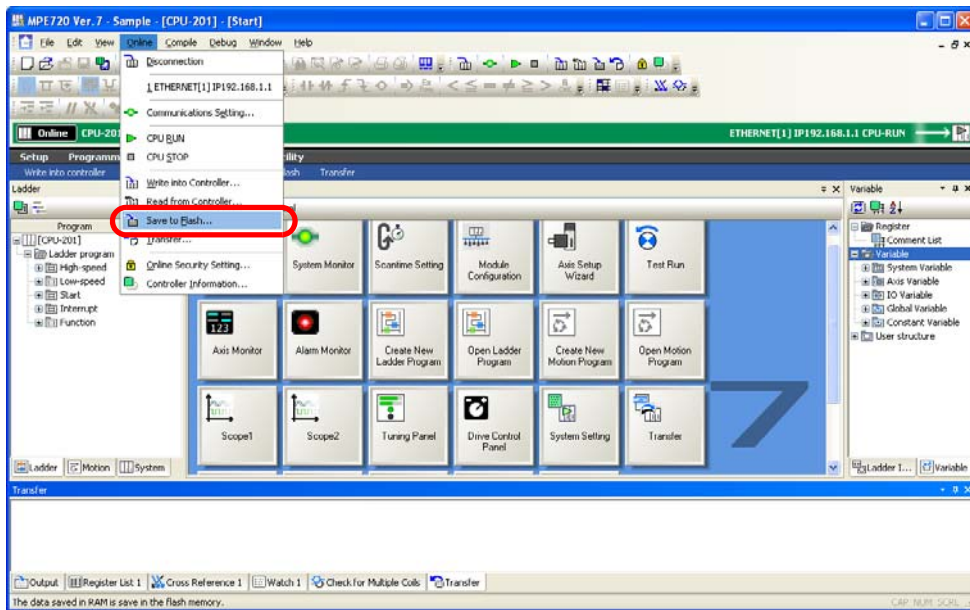 MPE720 Ver. 7 - Sample - [CPU-201] - [Start]
File Edit View Online Compile Debug Window Help
Disconnection
1 ETHERNET[1] IP192.168.1.1
Communications Setting...
CPU RUN
CPU STOP
Write into Controller...
Read from Controller...
Save to Flash...
Transfer...
Online Security Setting...
Controller Information...
Online CPU-201
ETHERNET[1] IP192.168.1.1 CPU-RUN
Setup Programm
ility
Write into controller
lash Transfer
Ladder
Program
[CPU-201]
Ladder program
High-speed
Low-speed
Start
Interrupt
Function
System Monitor
Scantime Setting
Module Configuration
Axis Setup Wizard
Test Run
Axis Monitor
Alarm Monitor
Create New Ladder Program
Open Ladder Program
Create New Motion Program
Open Motion Program
Scope1
Scope2
Tuning Panel
Drive Control Panel
System Setting
Transfer
7
Variable
Register
Comment List
Variable
System Variable
Axis Variable
IO Variable
Global Variable
Constant Variable
User structure
Ladder Motion System
Ladder I... Variable
Transfer
Output Register List 1 Cross Reference 1 Watch 1 Check for Multiple Coils Transfer
The data saved in RAM is save in the flash memory.
CAP NUM SCRL